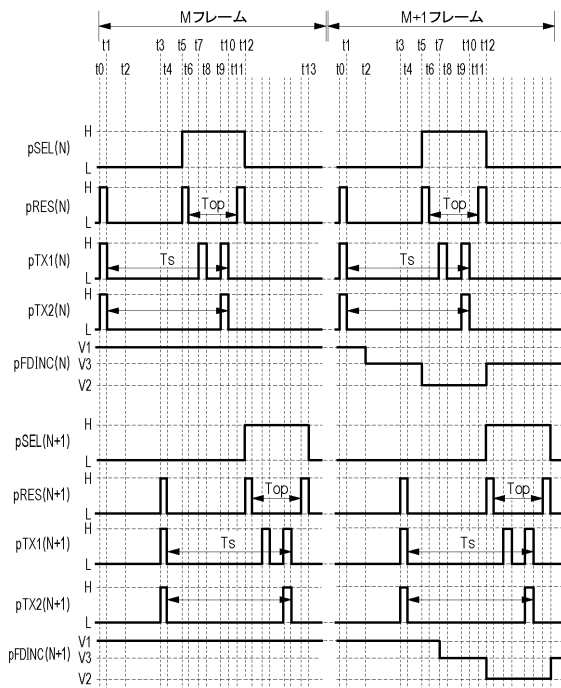 Mフレーム M+1フレーム
t1 t3 t5 t7 t10 t12 t1 t3 t5 t7 t10 t12
t0 t2 t4 t6 t8 t9 t11 t13 t0 t2 t4 t6 t8 t9 t11
H
pSEL(N)
L
H
pRES(N) Top Top
L
H
pTX1(N) Ts Ts
L
H
pTX2(N)
L
V1
pFDINC(N) V3
V2
H
pSEL(N+1)
L
H
pRES(N+1) Top Top
L
H
pTX1(N+1) Ts Ts
L
H
pTX2(N+1)
L
V1
pFDINC(N+1) V3
V2